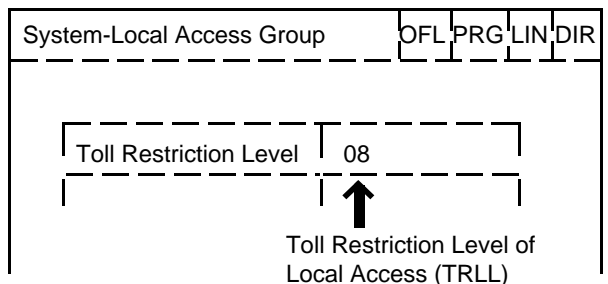 System-Local Access Group OFL PRG LIN DIR
Toll Restriction Level 08
Toll Restriction Level of
Local Access (TRLL)